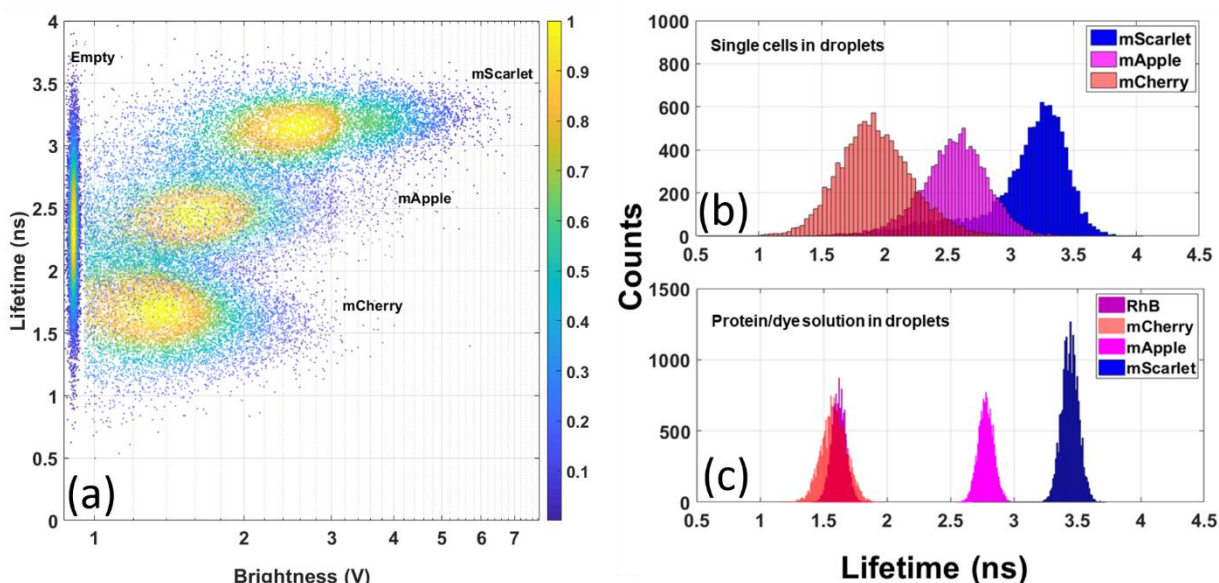 4
3.5
3
2.5
2
1.5
1
0.5
0
Lifetime (ns)
Empty
mScarlet
mApple
mCherry
(a)
1 2 3 4 5 6 7
Brightness (V)
1
0.9
0.8
0.7
0.6
0.5
0.4
0.3
0.2
0.1
Counts
1000
800
600
400
200
0
Single cells in droplets
mScarlet
mApple
mCherry
(b)
0.5 1 1.5 2 2.5 3 3.5 4 4.5
1500
1000
500
0
Protein/dye solution in droplets
RhB
mCherry
mApple
mScarlet
(c)
0.5 1 1.5 2 2.5 3 3.5 4 4.5
Lifetime (ns)